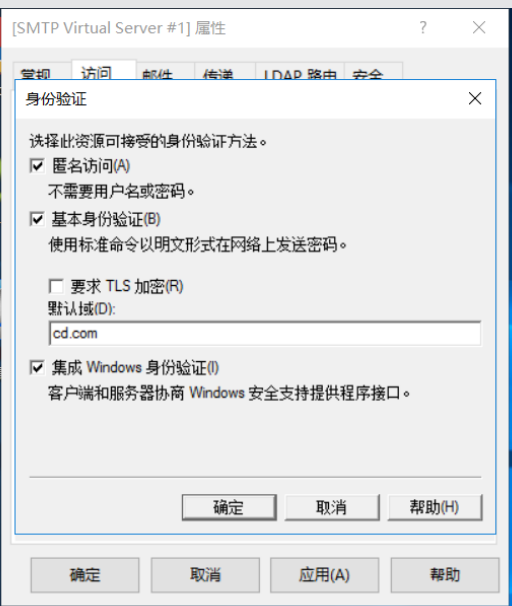 [SMTP Virtual Server #1] 属性
常规 访问 邮件 传递 LDAP 路由 安全
身份验证
选择此资源可接受的身份验证方法。
匿名访问(A)
不需要用户名或密码。
基本身份验证(B)
使用标准命令以明文形式在网络上发送密码。
要求 TLS 加密(R)
默认域(D):
cd.com
集成 Windows 身份验证(I)
客户端和服务器协商 Windows 安全支持提供程序接口。
确定 取消 帮助(H)
确定 取消 应用(A) 帮助